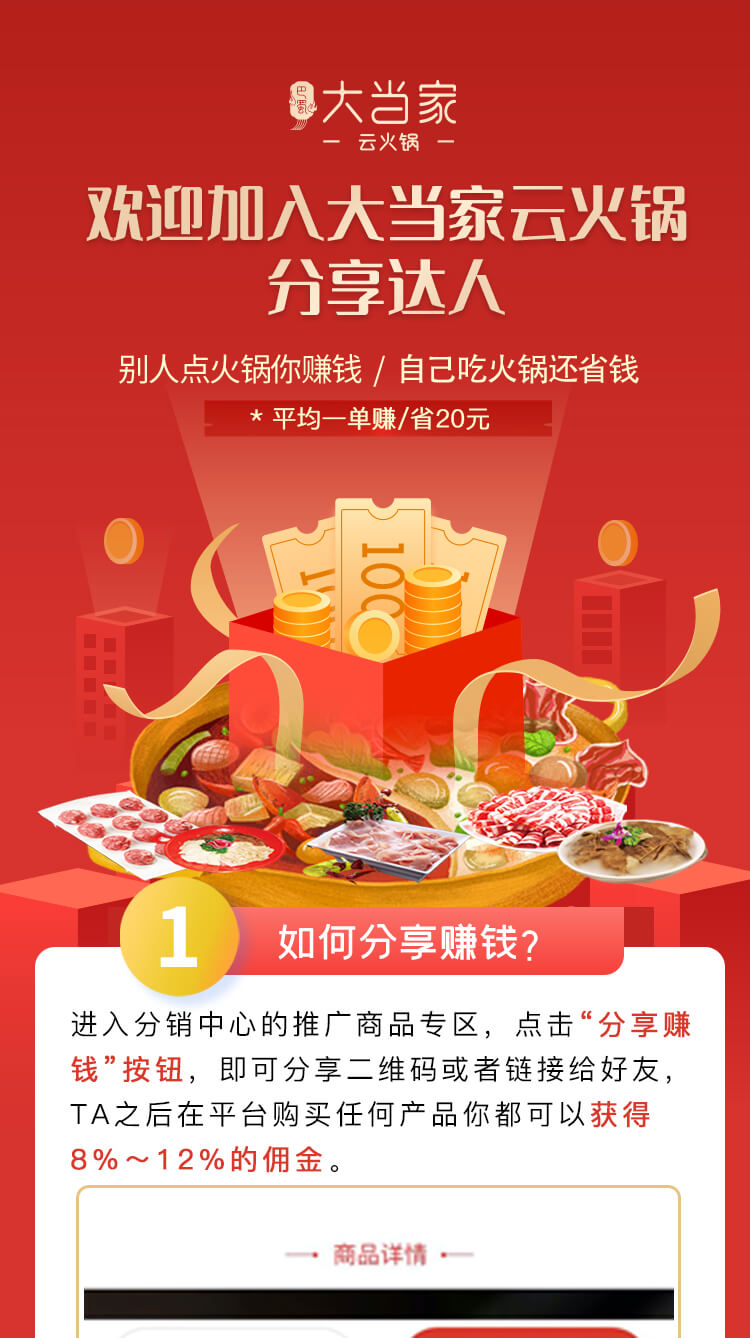 巴蜀
大当家
云火锅
欢迎加入大当家云火锅
分享达人
别人点火锅你赚钱 / 自己吃火锅还省钱
* 平均一单赚/省20元
100
1
如何分享赚钱?
进入分销中心的推广商品专区，点击“分享赚
钱”按钮，即可分享二维码或者链接给好友，
TA之后在平台购买任何产品你都可以获得
8%～12%的佣金。
商品详情